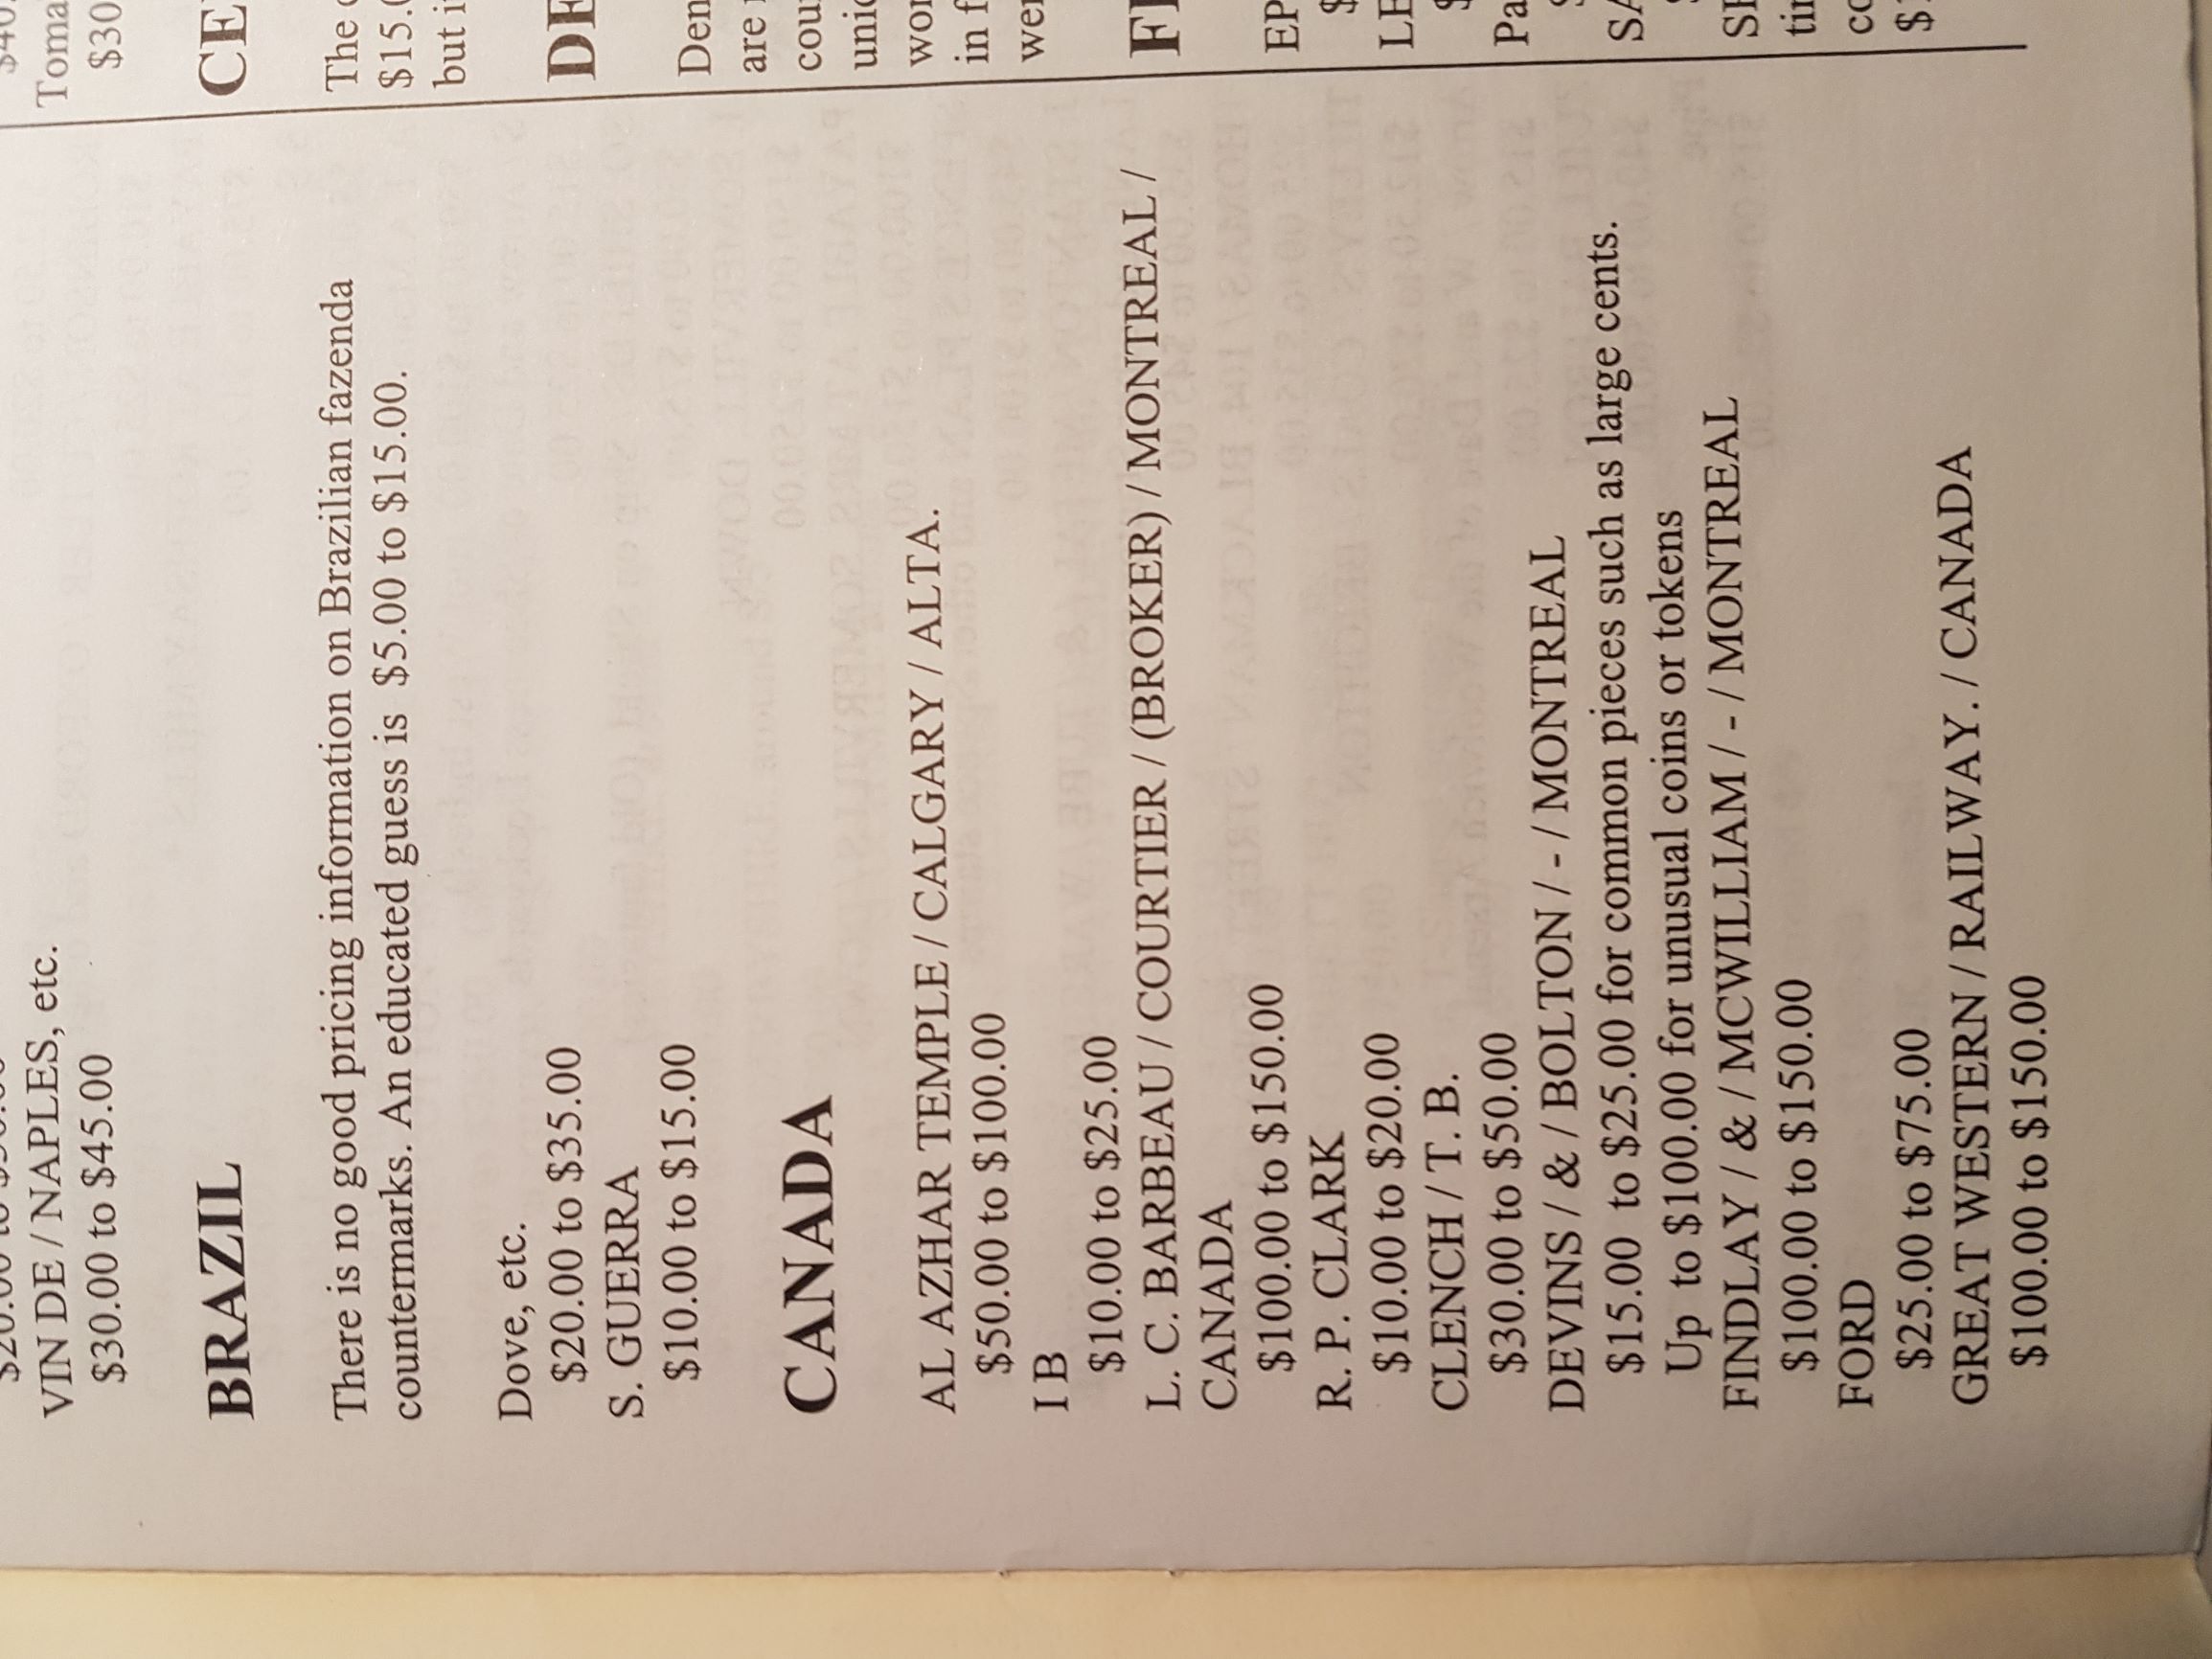 $20.00 to
VIN DE / NAPLES, etc.
$30.00 to $45.00
BRAZIL
There is no good pricing information on Brazilian fazenda
countermarks. An educated guess is $5.00 to $15.00.
Dove, etc.
$20.00 to $35.00
S. GUERRA
$10.00 to $15.00
CANADA
AL AZHAR TEMPLE / CALGARY / ALTA.
$50.00 to $100.00
I B
$10.00 to $25.00
L. C. BARBEAU / COURTIER / (BROKER) / MONTREAL /
CANADA
$100.00 to $150.00
R. P. CLARK
$10.00 to $20.00
CLENCH / T. B.
$30.00 to $50.00
DEVINS / & / BOLTON / - / MONTREAL
$15.00 to $25.00 for common pieces such as large cents.
Up to $100.00 for unusual coins or tokens
FINDLAY / & / MCWILLIAM / - / MONTREAL
$100.00 to $150.00
FORD
$25.00 to $75.00
GREAT WESTERN / RAILWAY. / CANADA
$100.00 to $150.00
$40.
Toma
$30
CE
The
$15.0
but i
DE
Den
are
cou
unic
wor
in f
wer
FI
EP
$
LE
$
Pa
$
SA
$
SE
tin
co
$